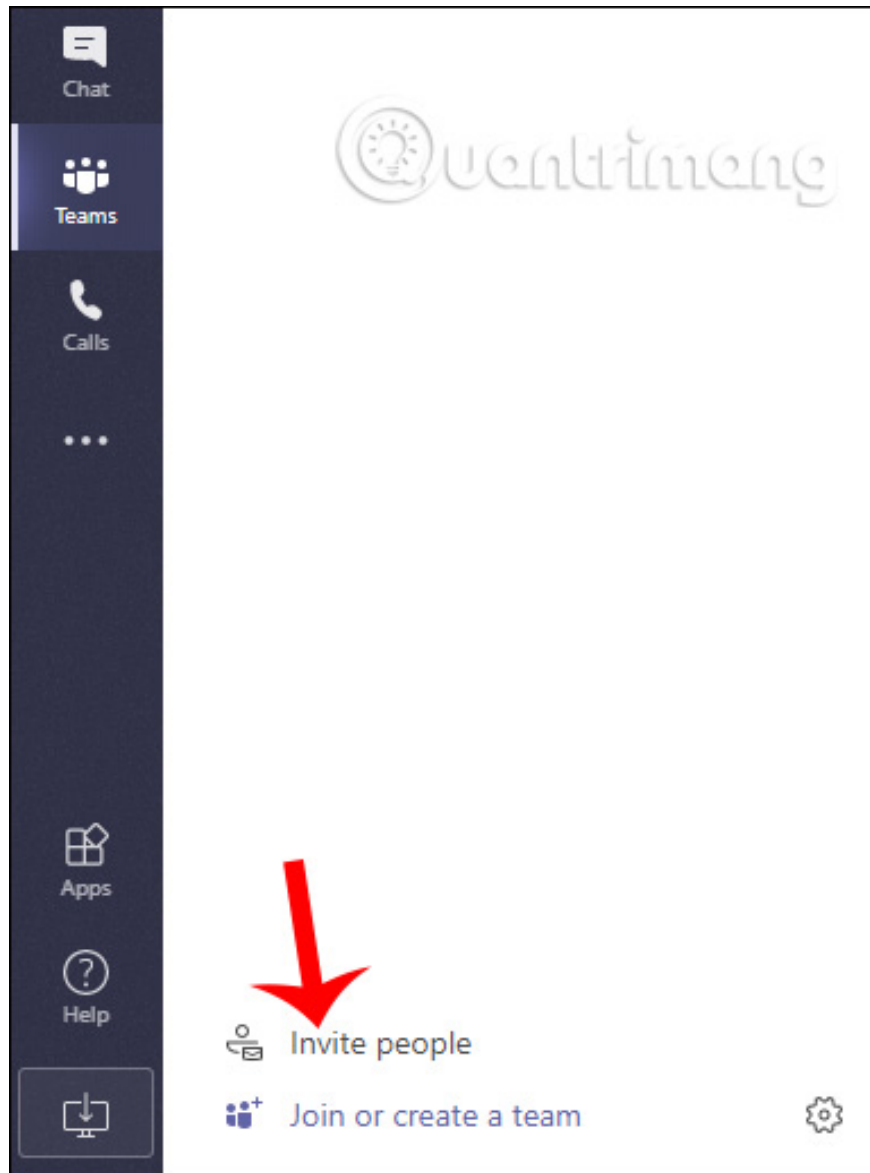 Chat
Quantrimang
Teams
Calls
Apps
Help
Invite people
Join or create a team